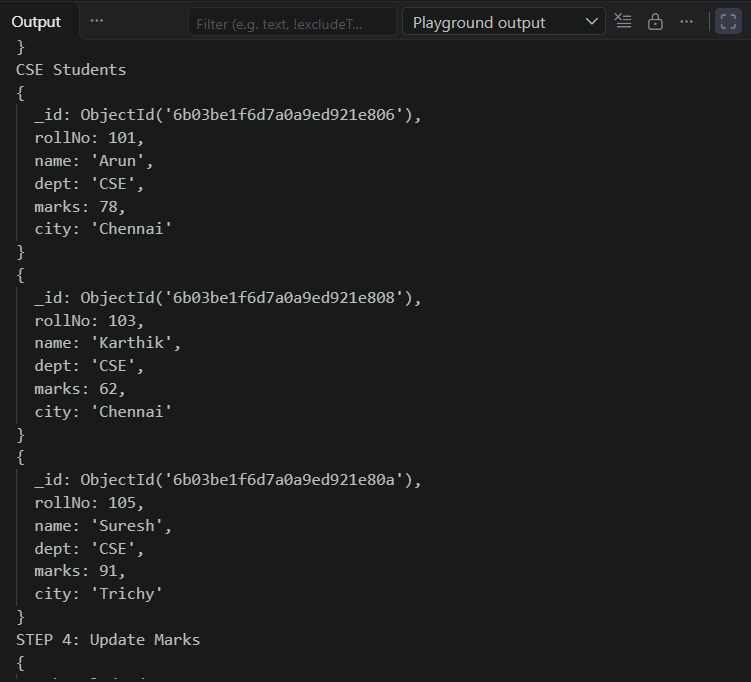 Output ...
Filter (e.g. text, !excludeT...
Playground output
}
CSE Students
{
_id: ObjectId('6b03be1f6d7a0a9ed921e806'),
rollNo: 101,
name: 'Arun',
dept: 'CSE',
marks: 78,
city: 'Chennai'
}
{
_id: ObjectId('6b03be1f6d7a0a9ed921e808'),
rollNo: 103,
name: 'Karthik',
dept: 'CSE',
marks: 62,
city: 'Chennai'
}
{
_id: ObjectId('6b03be1f6d7a0a9ed921e80a'),
rollNo: 105,
name: 'Suresh',
dept: 'CSE',
marks: 91,
city: 'Trichy'
}
STEP 4: Update Marks
{